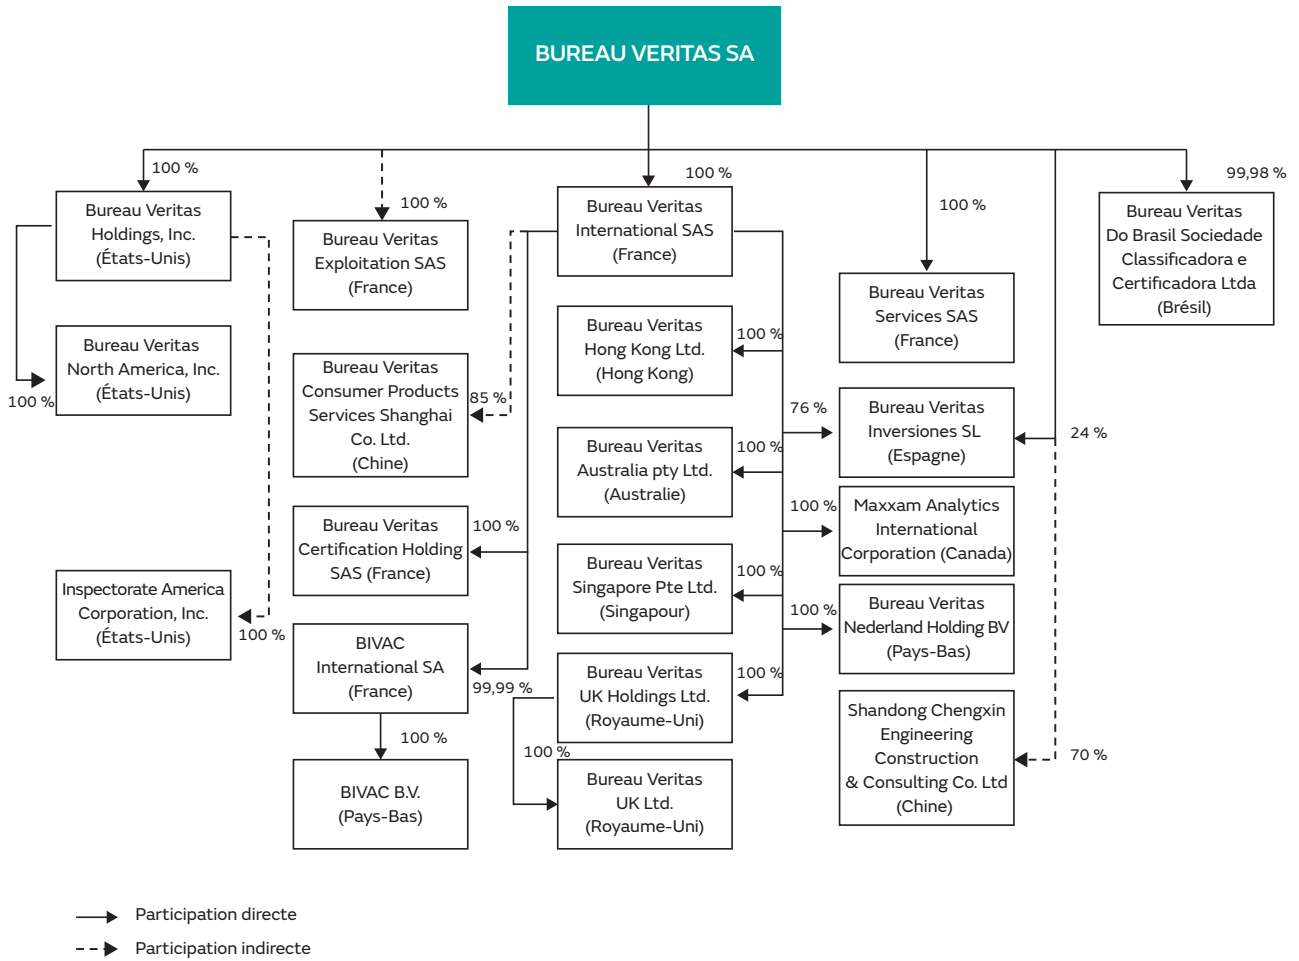 BUREAU VERITAS SA
100 %
Bureau Veritas
Holdings, Inc.
(États-Unis)
100 %
Bureau Veritas
North America, Inc.
(États-Unis)
100 %
Inspectorate America
Corporation, Inc.
(États-Unis)
100 %
Bureau Veritas
Exploitation SAS
(France)
85 %
Bureau Veritas
Consumer Products
Services Shanghai
Co. Ltd.
(Chine)
100 %
Bureau Veritas
Certification Holding
SAS (France)
99,99 %
BIVAC
International SA
(France)
100 %
BIVAC B.V.
(Pays-Bas)
100 %
Bureau Veritas
International SAS
(France)
100 %
Bureau Veritas
Hong Kong Ltd.
(Hong Kong)
100 %
Bureau Veritas
Australia pty Ltd.
(Australie)
100 %
Bureau Veritas
Singapore Pte Ltd.
(Singapour)
100 %
Bureau Veritas
UK Holdings Ltd.
(Royaume-Uni)
100 %
Bureau Veritas
UK Ltd.
(Royaume-Uni)
100 %
Bureau Veritas
Services SAS
(France)
76 %
Bureau Veritas
Inversiones SL
(Espagne)
24 %
100 %
Maxxam Analytics
International
Corporation (Canada)
100 %
Bureau Veritas
Nederland Holding BV
(Pays-Bas)
Shandong Chengxin
Engineering
Construction
& Consulting Co. Ltd
(Chine)
70 %
99,98 %
Bureau Veritas
Do Brasil Sociedade
Classificadora e
Certificadora Ltda
(Brésil)
Participation directe
Participation indirecte